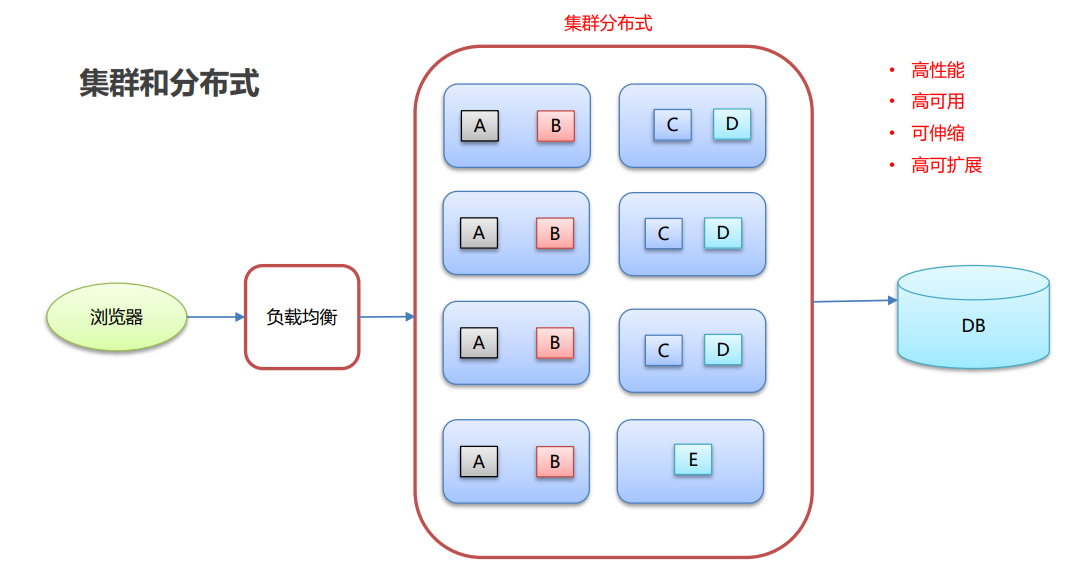 集群分布式
集群和分布式
• 高性能
• 高可用
• 可伸缩
• 高可扩展
A B C D
A B C D
A B C D
A B E
浏览器
负载均衡
DB